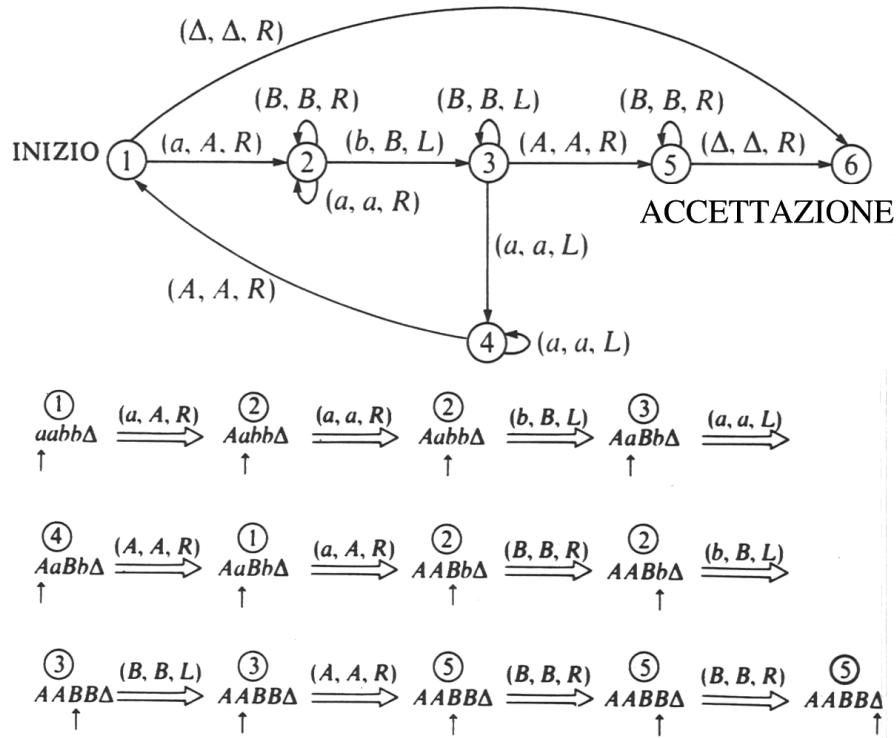 (Δ, Δ, R)
(B, B, R) (B, B, L) (B, B, R)
INIZIO 1 (a, A, R) 2 (b, B, L) 3 (A, A, R) 5 (Δ, Δ, R) 6
(a, a, R) ACCETTAZIONE
(a, a, L)
(A, A, R)
4 (a, a, L)
1 (a, A, R) 2 (a, a, R) 2 (b, B, L) 3 (a, a, L)
aabbΔ AabbΔ AabbΔ AaBbΔ
4 (A, A, R) 1 (a, A, R) 2 (B, B, R) 2 (b, B, L)
AaBbΔ AaBbΔ AABbΔ AABbΔ
3 (B, B, L) 3 (A, A, R) 5 (B, B, R) 5 (B, B, R) 5
AABBΔ AABBΔ AABBΔ AABBΔ AABBΔ